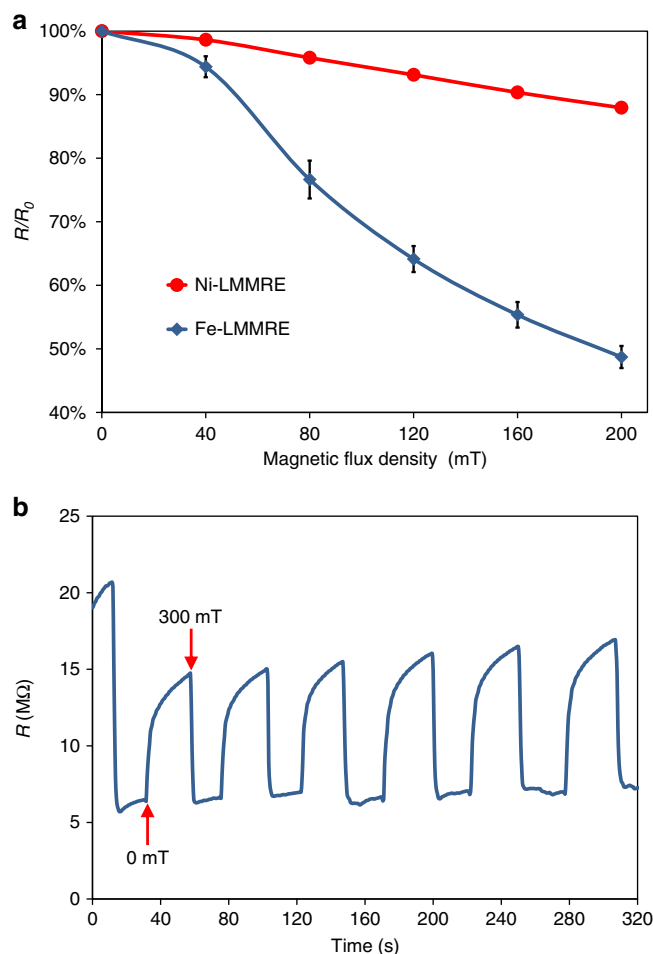 a
100%
90%
80%
70%
60%
50%
40%
R/R0
Ni-LMMRE
Fe-LMMRE
0 40 80 120 160 200
Magnetic flux density (mT)
b
25
20
15
10
5
0
R (MΩ)
300 mT
0 mT
0 40 80 120 160 200 240 280 320
Time (s)